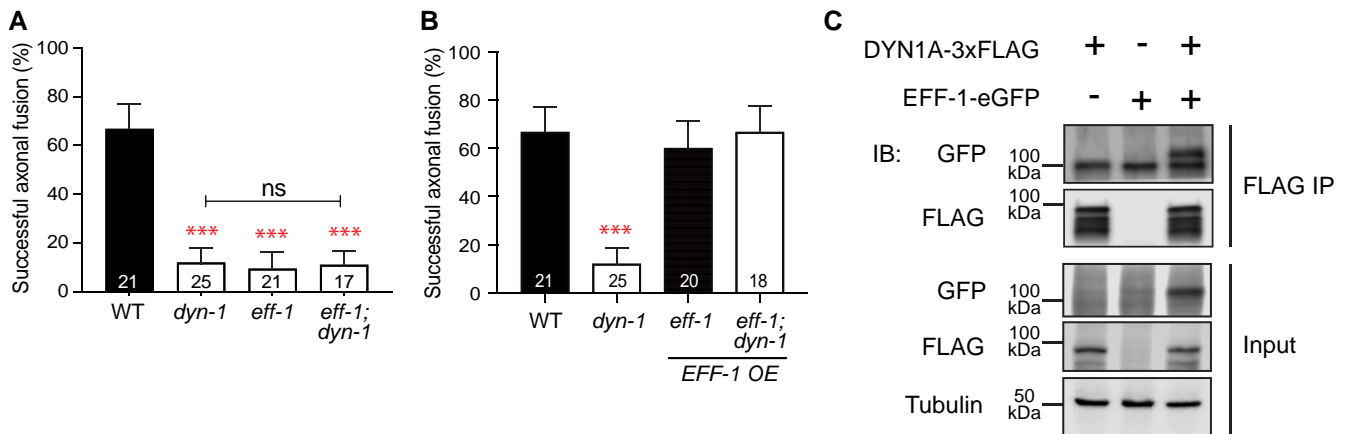 A
Successful axonal fusion (%)
100
80
60
40
20
0
ns
***
***
***
21
25
21
17
WT
dyn-1
eff-1
eff-1;
dyn-1
B
Successful axonal fusion (%)
100
80
60
40
20
0
***
21
25
20
18
WT
dyn-1
eff-1
eff-1;
dyn-1
EFF-1 OE
C
DYN1A-3xFLAG + - +
EFF-1-eGFP - + +
IB: GFP
100
kDa
FLAG
100
kDa
FLAG IP
GFP
100
kDa
FLAG
100
kDa
Input
Tubulin
50
kDa